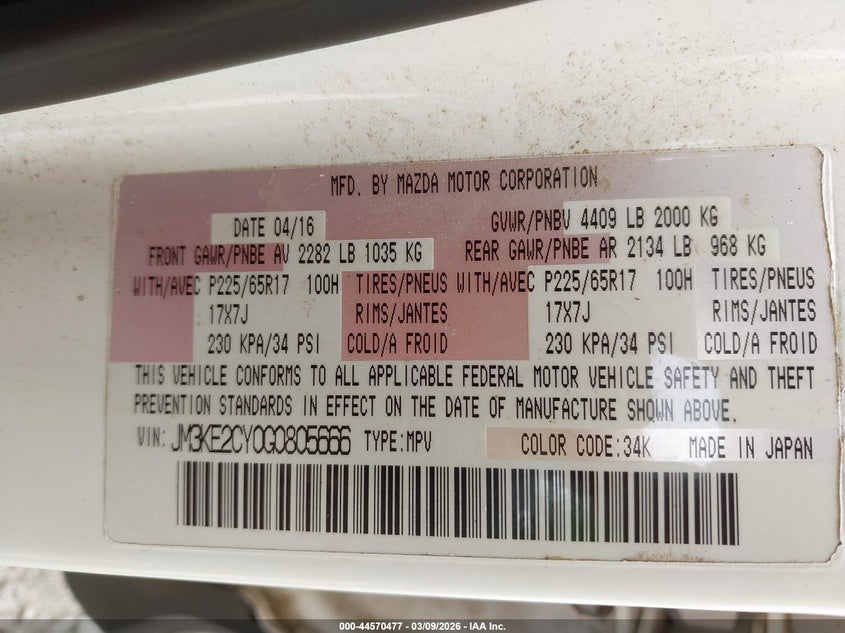 MFD. BY MAZDA MOTOR CORPORATION
DATE 04/16 GVWR/PNBV 4409 LB 2000 KG
FRONT GAWR/PNBE AV 2282 LB 1035 KG REAR GAWR/PNBE AR 2134 LB 968 KG
WITH/AVEC P225/65R17 100H TIRES/PNEUS WITH/AVEC P225/65R17 100H TIRES/PNEUS
17X7J RIMS/JANTES 17X7J RIMS/JANTES
230 KPA/34 PSI COLD/A FROID 230 KPA/34 PSI COLD/A FROID
THIS VEHICLE CONFORMS TO ALL APPLICABLE FEDERAL MOTOR VEHICLE SAFETY AND THEFT
PREVENTION STANDARDS IN EFFECT ON THE DATE OF MANUFACTURE SHOWN ABOVE.
VIN: JM3KE2CY0G0805666 TYPE:MPV COLOR CODE:34K MADE IN JAPAN
000-44570477 - 03/09/2026 - IAA Inc.